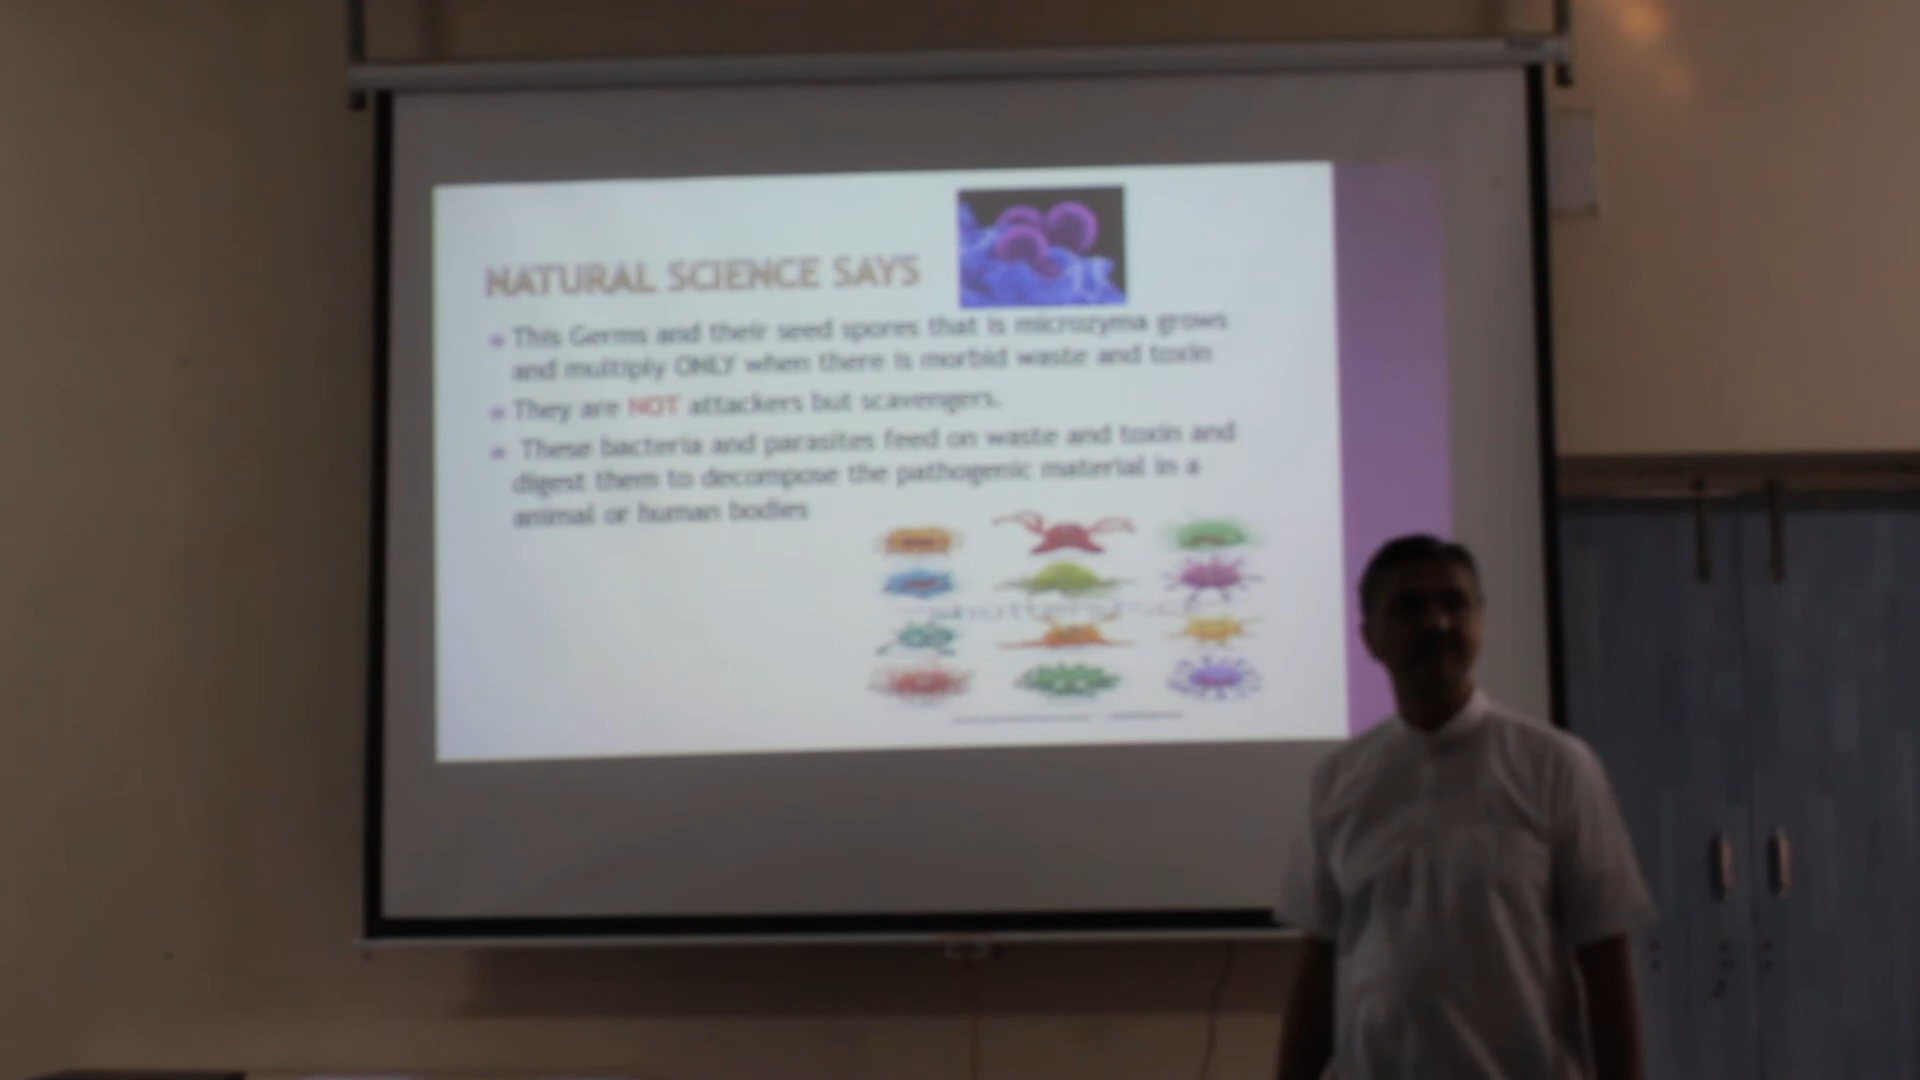 NATURAL SCIENCE SAYS
This Germs and their seed spores that is microzyma grows
and multiply ONLY when there is morbid waste and toxin
They are NOT attackers but scavengers.
These bacteria and parasites feed on waste and toxin and
digest them to decompose the pathogenic material in a
animal or human bodies